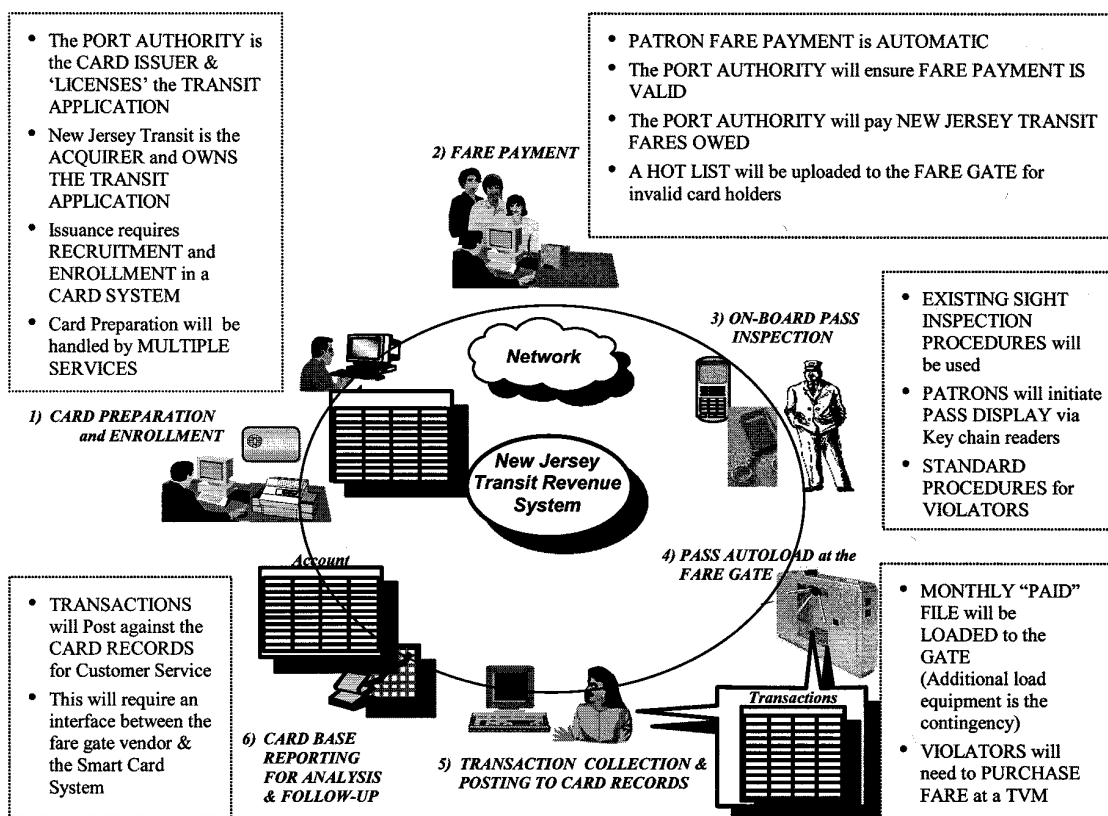 • The PORT AUTHORITY is
the CARD ISSUER &
‘LICENSES’ the TRANSIT
APPLICATION
• New Jersey Transit is the
ACQUIRER and OWNS
THE TRANSIT
APPLICATION
• Issuance requires
RECRUITMENT and
ENROLLMENT in a
CARD SYSTEM
• Card Preparation will be
handled by MULTIPLE
SERVICES
1) CARD PREPARATION
and ENROLLMENT
2) FARE PAYMENT
• PATRON FARE PAYMENT is AUTOMATIC
• The PORT AUTHORITY will ensure FARE PAYMENT IS
VALID
• The PORT AUTHORITY will pay NEW JERSEY TRANSIT
FARES OWED
• A HOT LIST will be uploaded to the FARE GATE for
invalid card holders
Network
New Jersey
Transit Revenue
System
3) ON-BOARD PASS
INSPECTION
• EXISTING SIGHT
INSPECTION
PROCEDURES will
be used
• PATRONS will initiate
PASS DISPLAY via
Key chain readers
• STANDARD
PROCEDURES for
VIOLATORS
4) PASS AUTOLOAD at the
FARE GATE
• MONTHLY “PAID”
FILE will be
LOADED to the
GATE
(Additional load
equipment is the
contingency)
• VIOLATORS will
need to PURCHASE
FARE at a TVM
Transactions
5) TRANSACTION COLLECTION &
POSTING TO CARD RECORDS
Account
6) CARD BASE
REPORTING
FOR ANALYSIS
& FOLLOW-UP
• TRANSACTIONS
will Post against the
CARD RECORDS
for Customer Service
• This will require an
interface between the
fare gate vendor &
the Smart Card
System